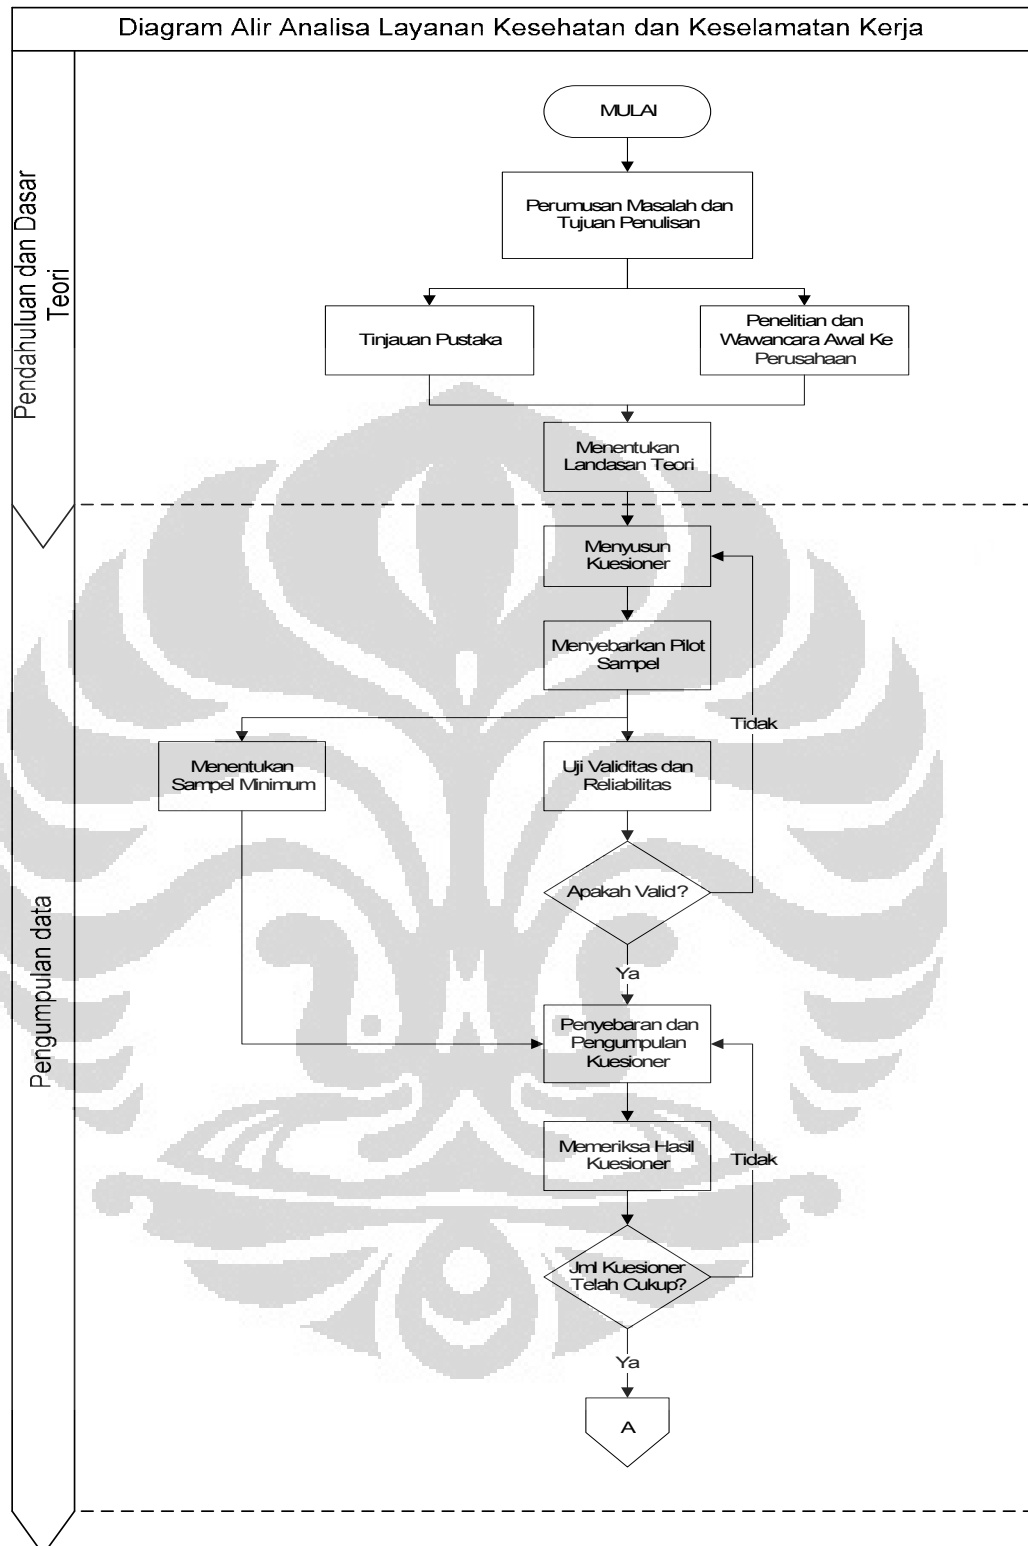 Diagram Alir Analisa Layanan Kesehatan dan Keselamatan Kerja
Pendahuluan dan Dasar
Teori
MULAI
Perumusan Masalah dan
Tujuan Penulisan
Tinjauan Pustaka
Penelitian dan
Wawancara Awal Ke
Perusahaan
Menentukan
Landasan Teori
Pengumpulan data
Menyusun
Kuesioner
Menyebarkan Pilot
Sampel
Tidak
Menentukan
Sampel Minimum
Uji Validitas dan
Reliabilitas
Apakah Valid?
Ya
Penyebaran dan
Pengumpulan
Kuesioner
Memeriksa Hasil
Kuesioner
Tidak
Jml Kuesioner
Telah Cukup?
Ya
A